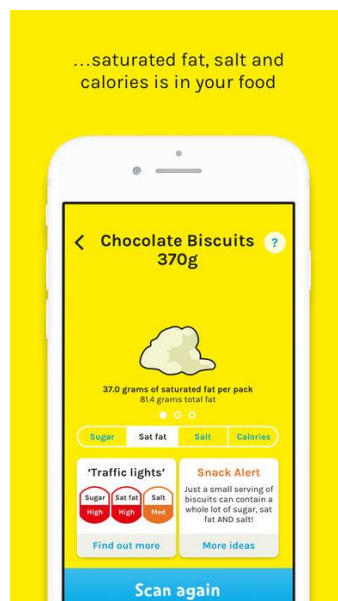 ...saturated fat, salt and
calories is in your food
Chocolate Biscuits
370g
?
37.0 grams of saturated fat per pack
81.4 grams total fat
Sugar Sat fat Salt Calories
'Traffic lights'
Sugar Sat fat Salt
High High Med
Find out more
Snack Alert
Just a small serving of
biscuits can contain a
whole lot of sugar, sat
fat AND salt!
More ideas
Scan again